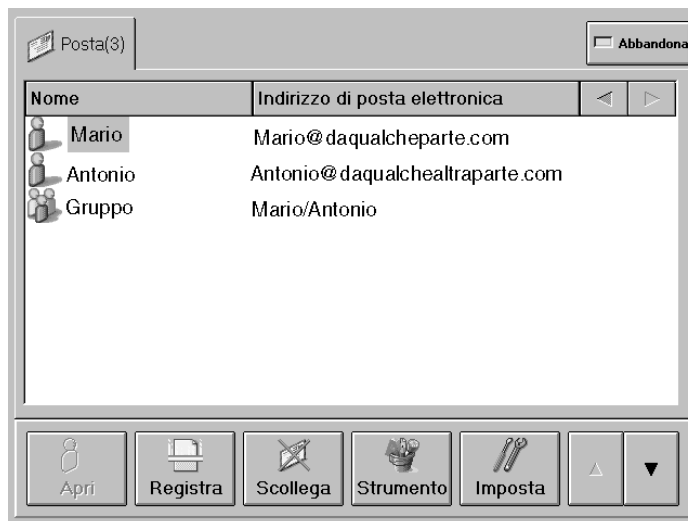 Posta(3)
Abbandona
Nome Indirizzo di posta elettronica
Mario Mario@daqualcheparte.com
Antonio Antonio@daqualchealtraparte.com
Gruppo Mario/Antonio
Apri Registra Scollega Strumento Imposta